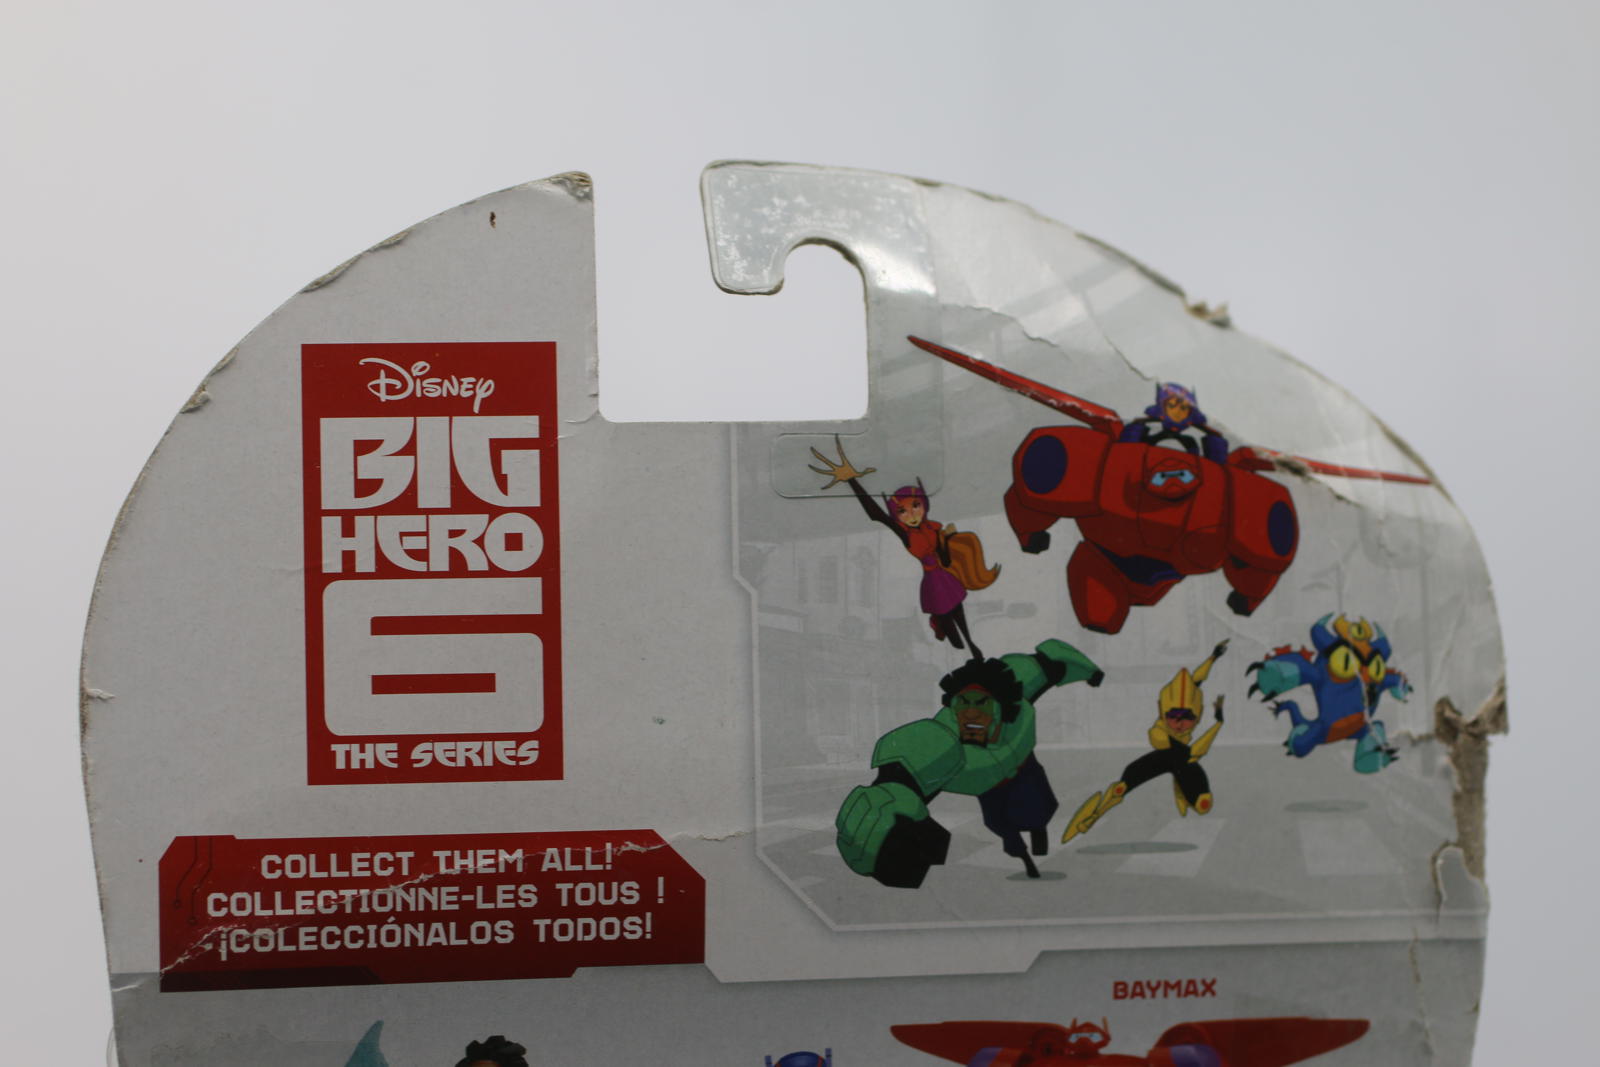 DISNEY
BIG
HERO
6
THE SERIES
COLLECT THEM ALL!
COLLECTIONNE-LES TOUS !
¡COLECCIÓNALOS TODOS!
BAYMAX